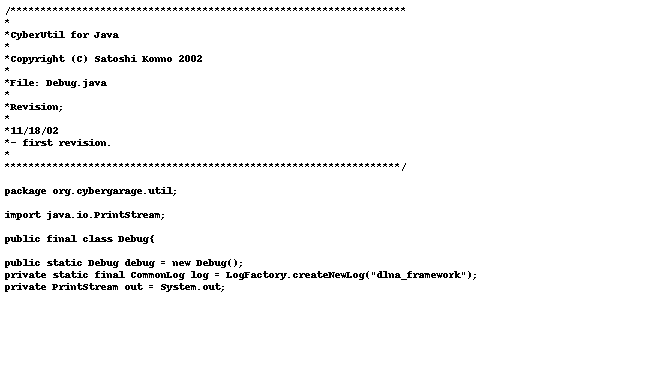 /******************************************************************
*
*CyberUtil for Java
*
*Copyright (C) Satoshi Konno 2002
*
*File: Debug.java
*
*Revision;
*
*11/18/02
*- first revision.
*
******************************************************************/
package org.cybergarage.util;
import java.io.PrintStream;
public final class Debug{
public static Debug debug = new Debug();
private static final CommonLog log = LogFactory.createNewLog("dlna_framework");
private PrintStream out = System.out;